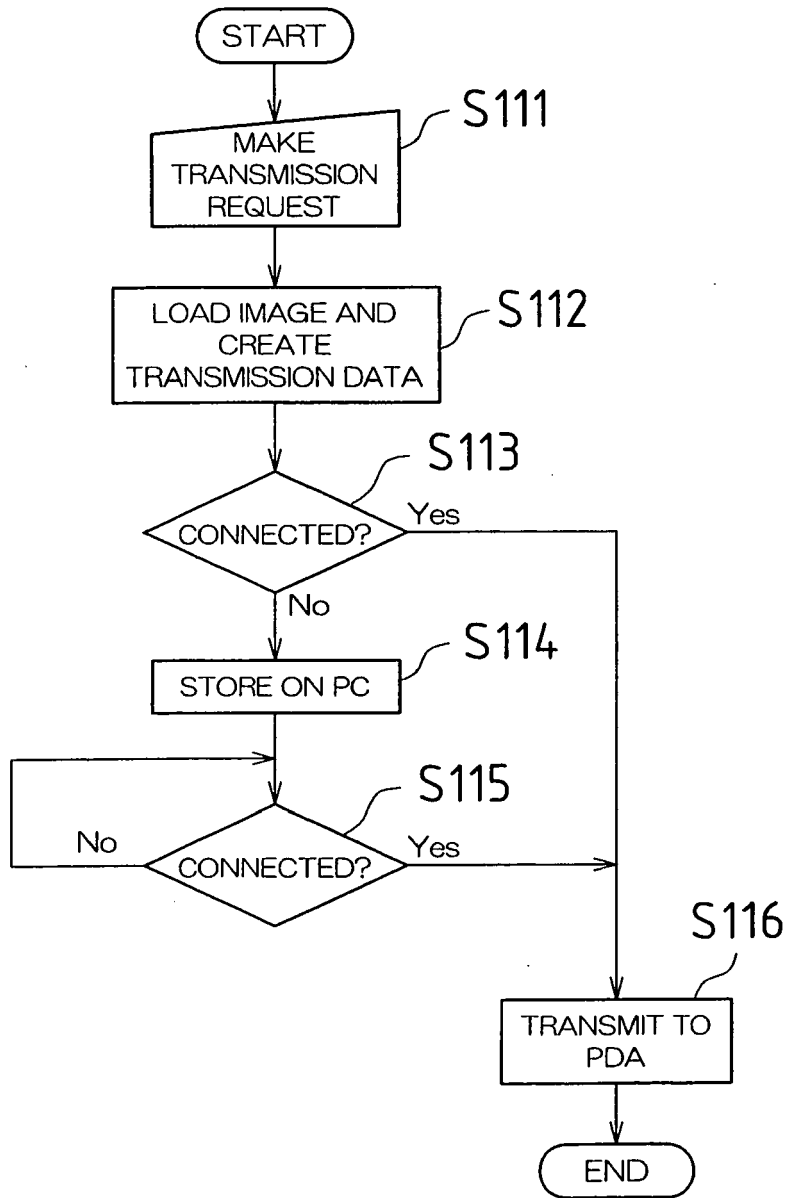 START
S111
MAKE
TRANSMISSION
REQUEST
S112
LOAD IMAGE AND
CREATE
TRANSMISSION DATA
S113
CONNECTED?
Yes
No
S114
STORE ON PC
S115
No
CONNECTED?
Yes
S116
TRANSMIT TO
PDA
END